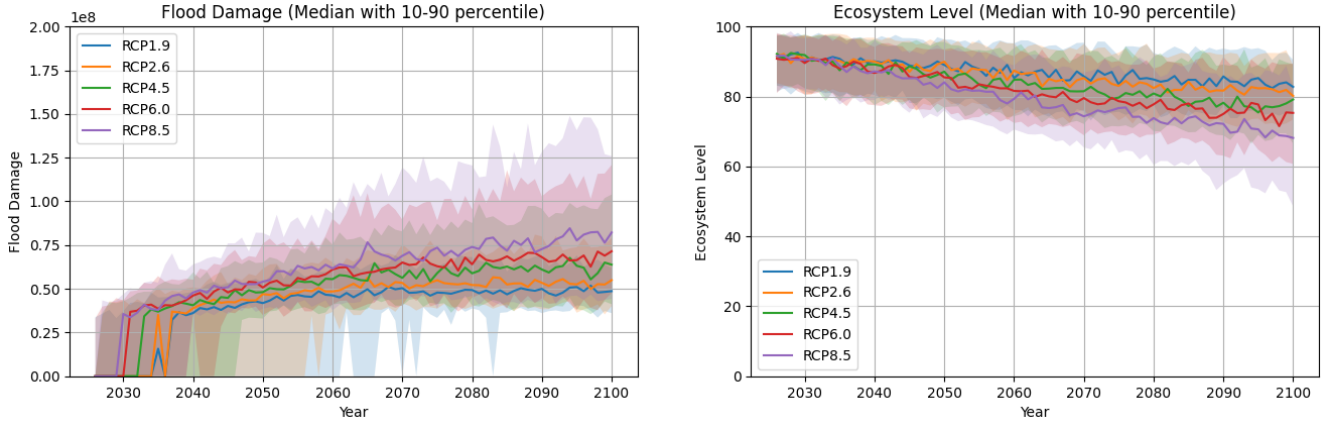 Flood Damage (Median with 10-90 percentile)
1e8
2.00
1.75
1.50
1.25
1.00
0.75
0.50
0.25
0.00
Flood Damage
RCP1.9
RCP2.6
RCP4.5
RCP6.0
RCP8.5
2030 2040 2050 2060 2070 2080 2090 2100
Year
Ecosystem Level (Median with 10-90 percentile)
100
80
60
40
20
0
Ecosystem Level
RCP1.9
RCP2.6
RCP4.5
RCP6.0
RCP8.5
2030 2040 2050 2060 2070 2080 2090 2100
Year